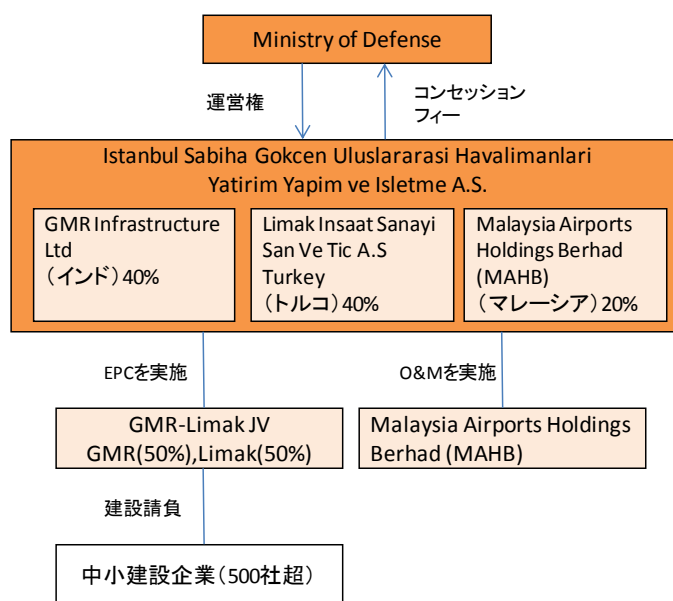 Ministry of Defense
運営権
コンセッション
フィー
Istanbul Sabiha Gokcen Uluslararasi Havalimanlari
Yatirim Yapim ve Isletme A.S.
GMR Infrastructure
Ltd
（インド）40%
Limak Insaat Sanayi
San Ve Tic A.S
Turkey
（トルコ）40%
Malaysia Airports
Holdings Berhad
(MAHB)
（マレーシア）20%
EPCを実施
O&Mを実施
GMR-Limak JV
GMR(50%),Limak(50%)
Malaysia Airports Holdings
Berhad (MAHB)
建設請負
中小建設企業（500社超）